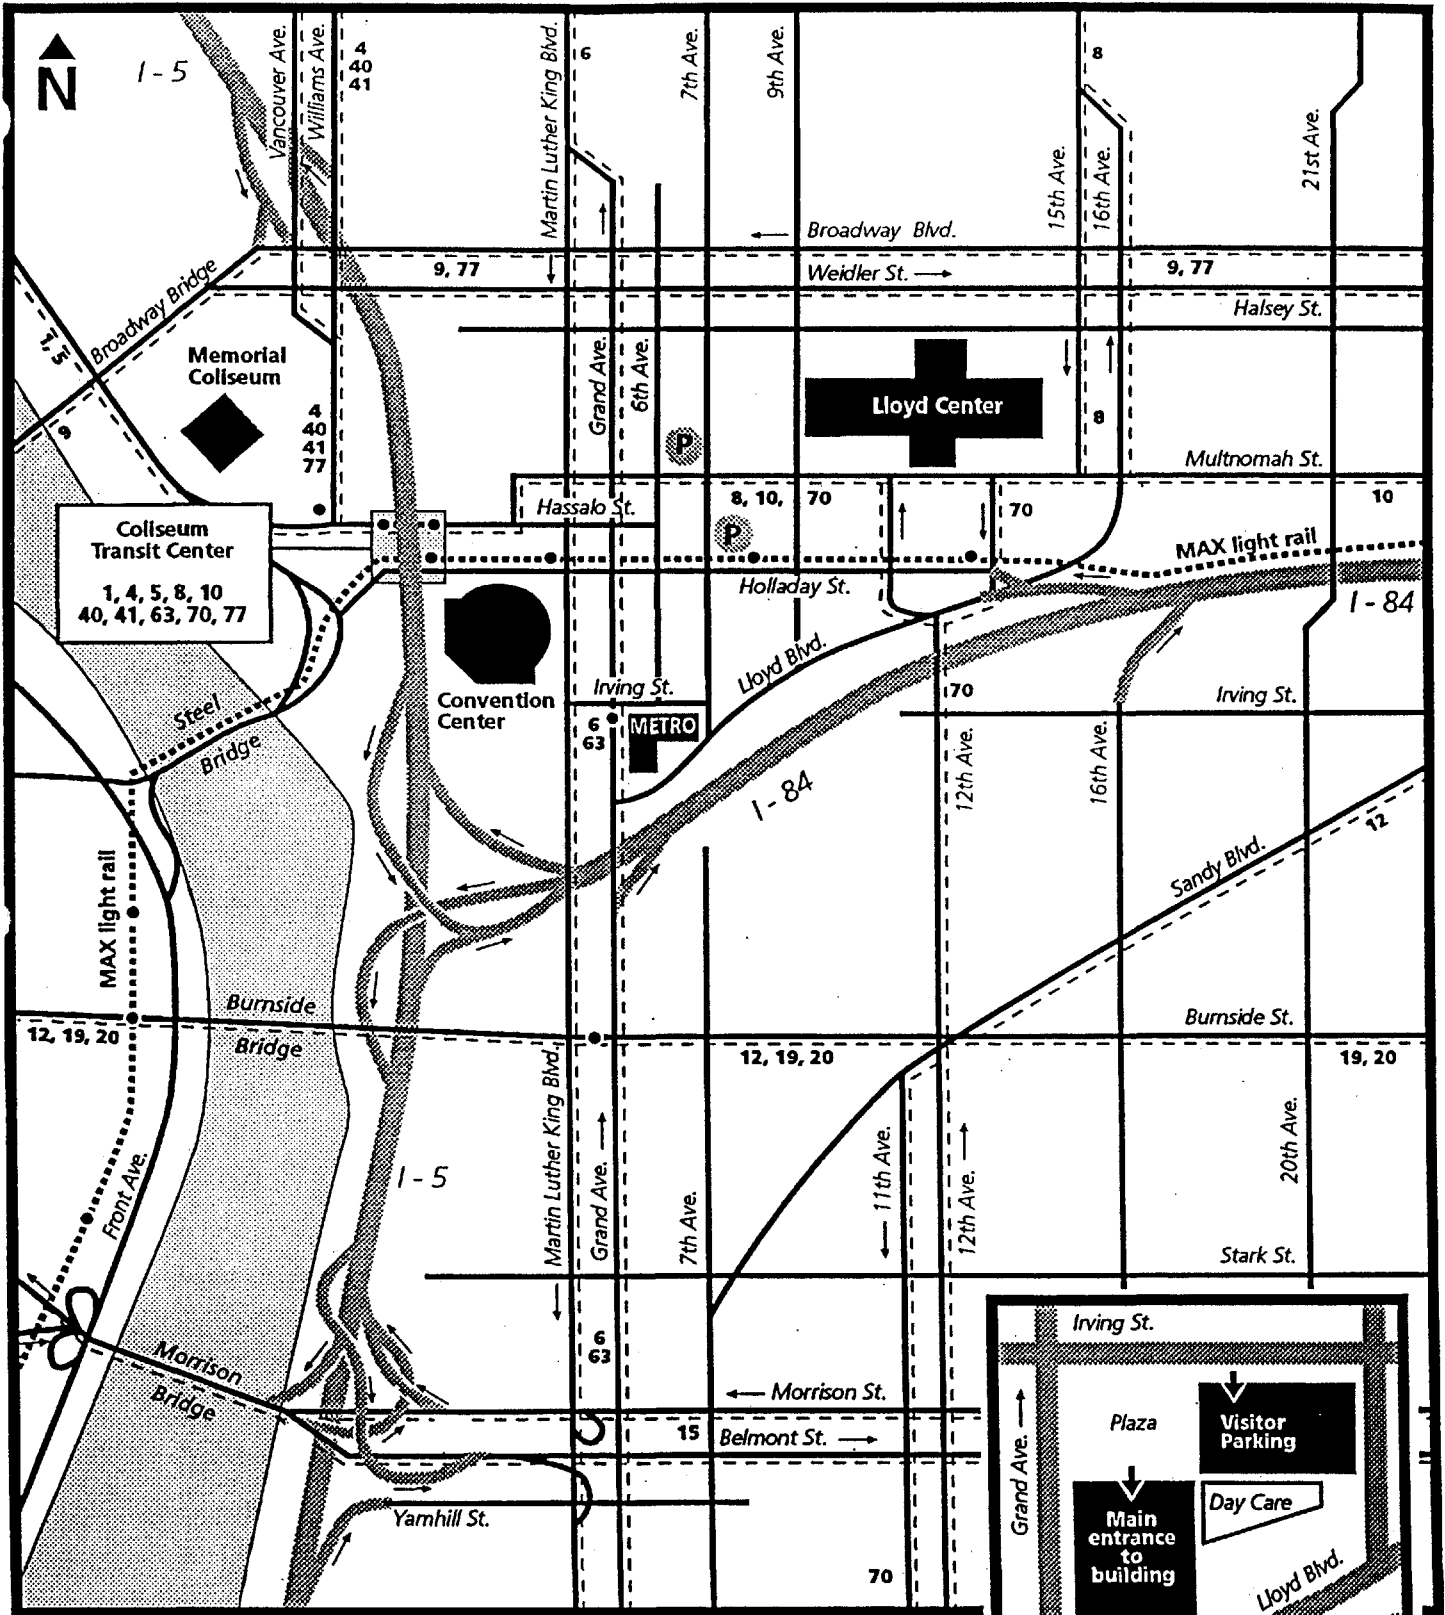 N
I - 5
Vancouver Ave.
Williams Ave.
4
40
41
Martin Luther King Blvd.
6
7th Ave.
9th Ave.
8
15th Ave.
16th Ave.
21st Ave.
Broadway Blvd.
9, 77
Weidler St.
9, 77
Halsey St.
Broadway Bridge
1, 5
9
Memorial
Coliseum
4
40
41
77
Grand Ave.
6th Ave.
P
Lloyd Center
8
Multnomah St.
Hassalo St.
8, 10, 70
70
10
P
MAX light rail
Coliseum
Transit Center
1, 4, 5, 8, 10
40, 41, 63, 70, 77
Holladay St.
I - 84
Lloyd Blvd.
Convention
Center
Irving St.
6
63
METRO
70
Irving St.
Steel
Bridge
12th Ave.
16th Ave.
I - 84
12
Sandy Blvd.
MAX light rail
Burnside
Bridge
12, 19, 20
12, 19, 20
Burnside St.
19, 20
Martin Luther King Blvd.
Grand Ave.
7th Ave.
11th Ave.
12th Ave.
20th Ave.
I - 5
Front Ave.
Stark St.
6
63
Morrison
Bridge
Morrison St.
15
Belmont St.
Yamhill St.
70
Irving St.
Grand Ave.
Plaza
Visitor
Parking
Day Care
Main
entrance
to
building
Lloyd Blvd.